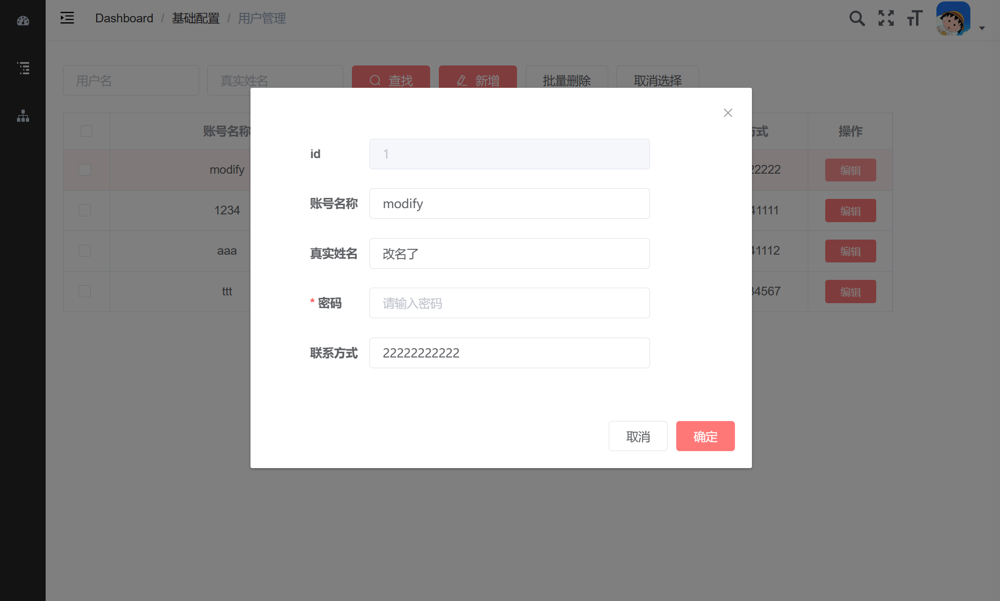 Dashboard / 基础配置 / 用户管理
用户名 真实姓名 查找 新增 批量删除 取消选择
账号名称 方式 操作
modify 22222 编辑
1234 41111 编辑
aaa 41112 编辑
ttt 34567 编辑
id 1
账号名称 modify
真实姓名 改名了
* 密码 请输入密码
联系方式 22222222222
取消 确定